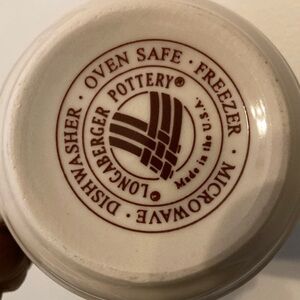 OVEN SAFE · FREEZER · MICROWAVE · DISHWASHER ·
©LONGABERGER POTTERY®
Made in the U.S.A.